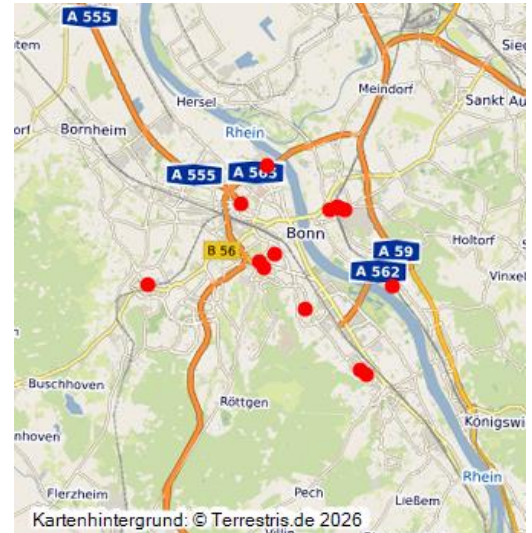 A 555
Sieg
tem
Meindorf
Hersel
Sankt Au
Rhein
orf
Bornheim
A 555
A 565
B 56
Bonn
A 59
Holtorf
A 562
Vinxel
Buschhoven
Röttgen
Königswi
nhoven
Rhein
Pech
Flerzheim
Ließem
Kartenhintergrund: © Terrestris.de 2026